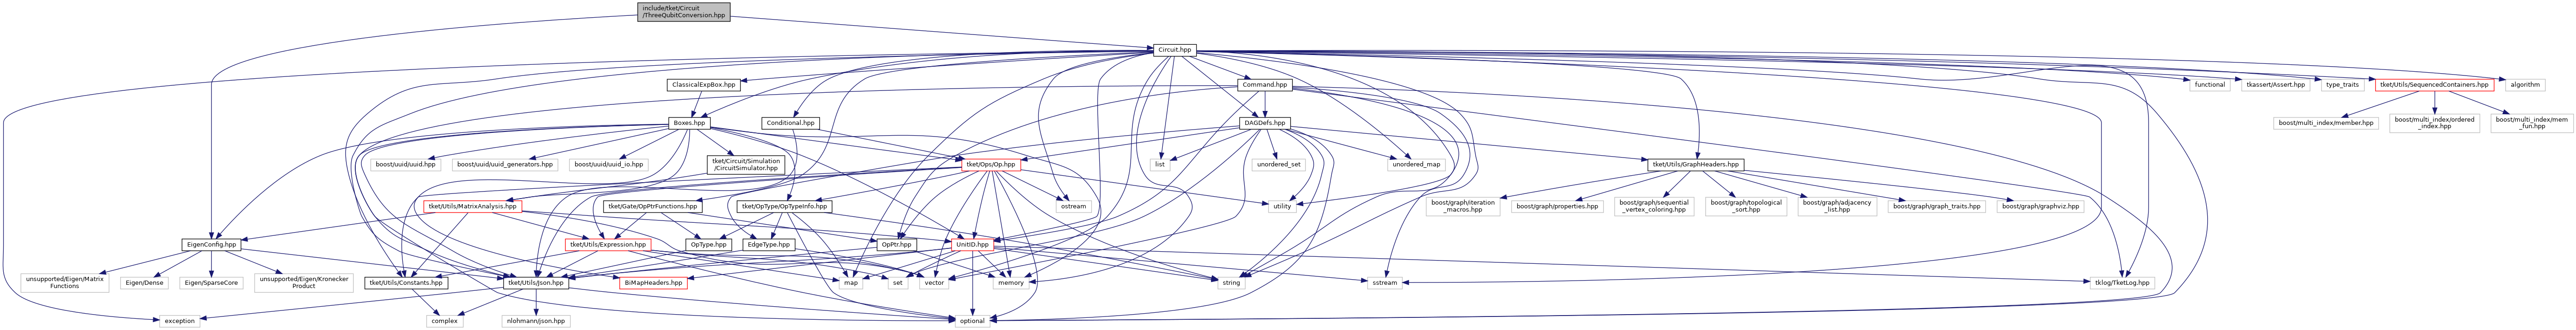 include/tket/Circuit
/ThreeQubitConversion.hpp
Circuit.hpp
ClassicalExpBox.hpp
Command.hpp
functional
tkassert/Assert.hpp
type_traits
tket/Utils/SequencedContainers.hpp
algorithm
Boxes.hpp
Conditional.hpp
DAGDefs.hpp
boost/multi_index/member.hpp
boost/multi_index/ordered
_index.hpp
boost/multi_index/mem
_fun.hpp
boost/uuid/uuid.hpp
boost/uuid/uuid_generators.hpp
boost/uuid/uuid_io.hpp
tket/Circuit/Simulation
/CircuitSimulator.hpp
tket/Ops/Op.hpp
list
unordered_set
unordered_map
tket/Utils/GraphHeaders.hpp
tket/Utils/MatrixAnalysis.hpp
tket/Gate/OpPtrFunctions.hpp
tket/OpType/OpTypeInfo.hpp
ostream
utility
boost/graph/iteration
_macros.hpp
boost/graph/properties.hpp
boost/graph/sequential
_vertex_coloring.hpp
boost/graph/topological
_sort.hpp
boost/graph/adjacency
_list.hpp
boost/graph/graph_traits.hpp
boost/graph/graphviz.hpp
EigenConfig.hpp
tket/Utils/Expression.hpp
OpType.hpp
EdgeType.hpp
OpPtr.hpp
UnitID.hpp
unsupported/Eigen/Matrix
Functions
Eigen/Dense
Eigen/SparseCore
unsupported/Eigen/Kronecker
Product
tket/Utils/Constants.hpp
tket/Utils/Json.hpp
BiMapHeaders.hpp
map
set
vector
memory
string
sstream
tklog/TketLog.hpp
exception
complex
nlohmann/json.hpp
optional